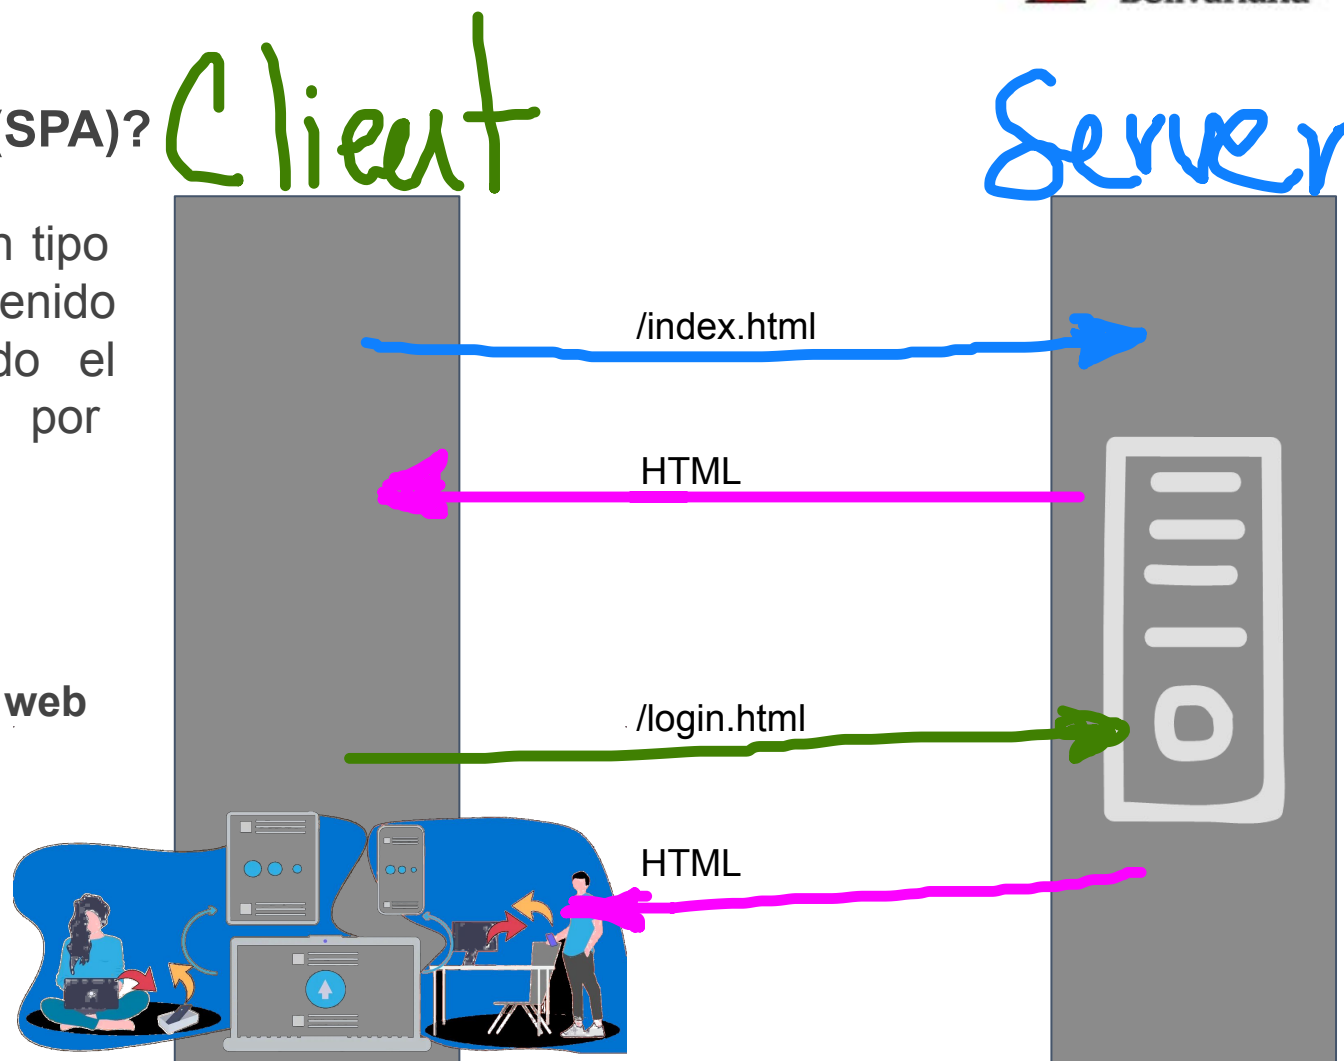 Client
Server
(SPA)?
tipo
enido
do el
por
/index.html
HTML
web
/login.html
HTML